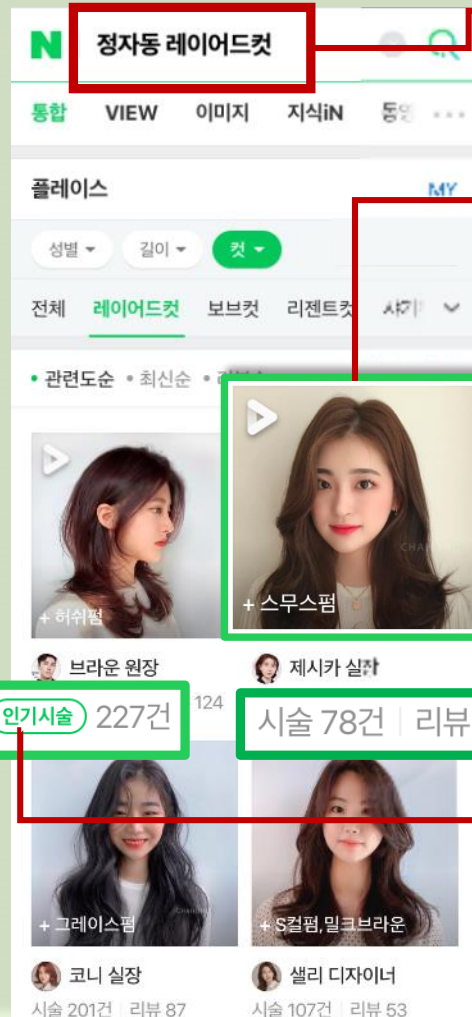 N 정자동 레이어드컷
통합 VIEW 이미지 지식iN
플레이스 MY
성별 길이 컷
전체 레이어드컷 보브컷 리젠트컷
• 관련도순 • 최신순
+ 허쉬펌
+ 스무스펌
브라운 원장
제시카 실장
인기시술 227건 124
시술 78건 리뷰
+ 그레이스펌
+ S컬펌,밀크브라운
코니 실장
샐리 디자이너
시술 201건 리뷰 87
시술 107건 리뷰 53